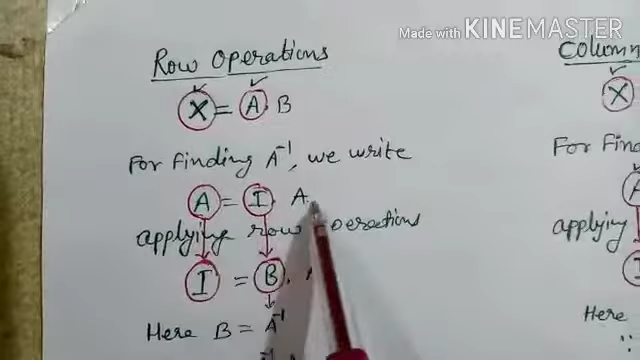 Made with KINEMASTER
Row Operations
X = A B
For finding A⁻¹, we write
A = I A
applying row operations
I = B.
Here B = A⁻¹
Column
X
For Fin
applying
I
Here